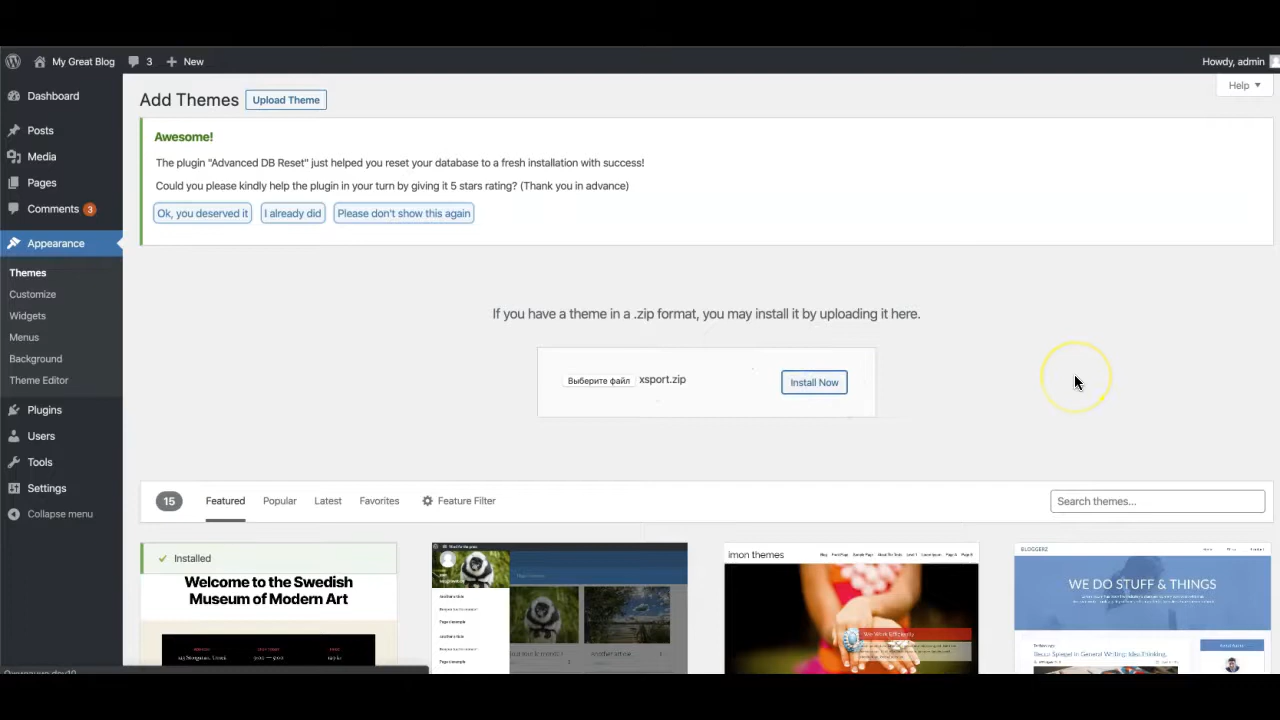 My Great Blog 3 New Howdy, admin
Dashboard
Posts
Media
Pages
Comments 3
Appearance
Themes
Customize
Widgets
Menus
Background
Theme Editor
Plugins
Users
Tools
Settings
Collapse menu
Help
Add Themes Upload Theme
Awesome!
The plugin "Advanced DB Reset" just helped you reset your database to a fresh installation with success!
Could you please kindly help the plugin in your turn by giving it 5 stars rating? (Thank you in advance)
Ok, you deserved it I already did Please don't show this again
If you have a theme in a .zip format, you may install it by uploading it here.
Выберите файл xsport.zip Install Now
15 Featured Popular Latest Favorites Feature Filter Search themes...
Installed
Welcome to the Swedish
Museum of Modern Art
imon themes
We Work Efficiently
BLOGGERZ
WE DO STUFF & THINGS